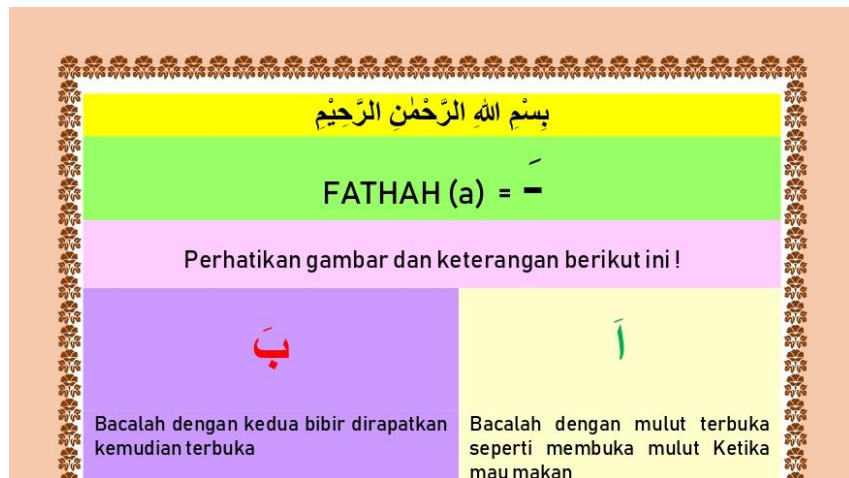 بِسْمِ اللهِ الرَّحْمٰنِ الرَّحِيْمِ
FATHAH (a) = -َ
Perhatikan gambar dan keterangan berikut ini !
اَ
بَ
Bacalah dengan mulut terbuka
seperti membuka mulut Ketika
mau makan
Bacalah dengan kedua bibir dirapatkan
kemudian terbuka